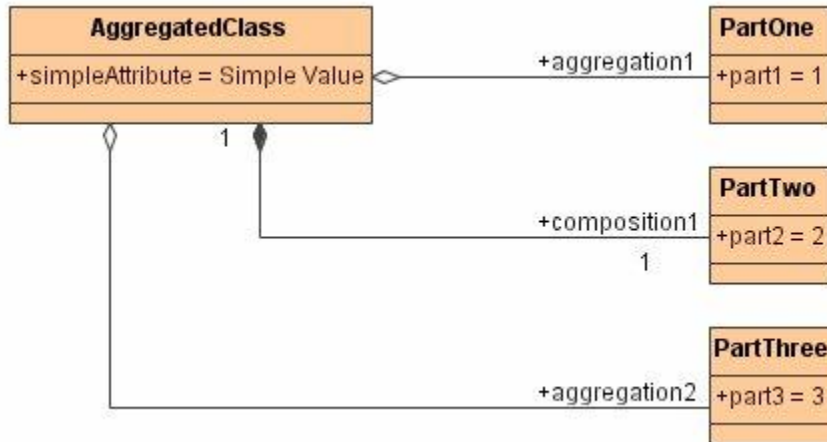 AggregatedClass
+simpleAttribute = Simple Value
+aggregation1
PartOne
+part1 = 1
1
+composition1
1
PartTwo
+part2 = 2
+aggregation2
PartThree
+part3 = 3